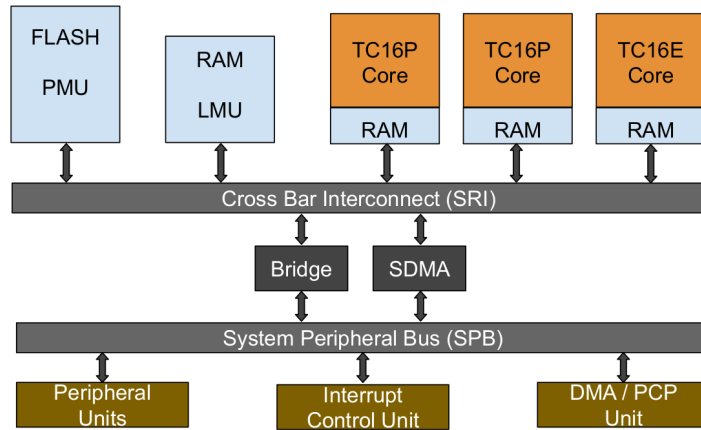 FLASH
PMU
RAM
LMU
TC16P
Core
RAM
TC16P
Core
RAM
TC16E
Core
RAM
Cross Bar Interconnect (SRI)
Bridge
SDMA
System Peripheral Bus (SPB)
Peripheral
Units
Interrupt
Control Unit
DMA / PCP
Unit